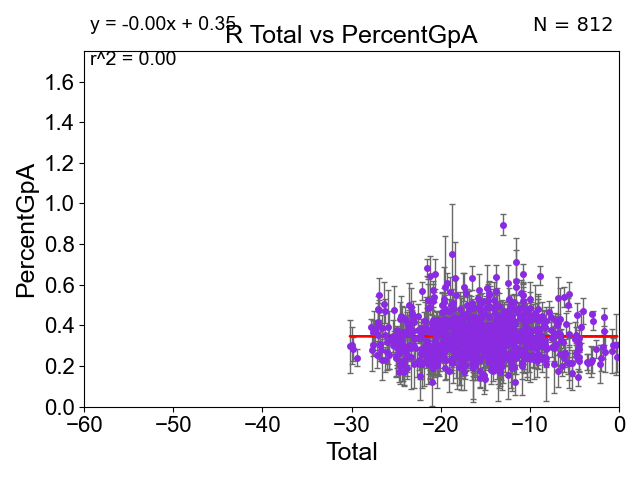 y = -0.00x + 0.35
R Total vs PercentGpA
N = 812
r^2 = 0.00
PercentGpA
1.6
1.4
1.2
1.0
0.8
0.6
0.4
0.2
0.0
−60 −50 −40 −30 −20 −10 0
Total